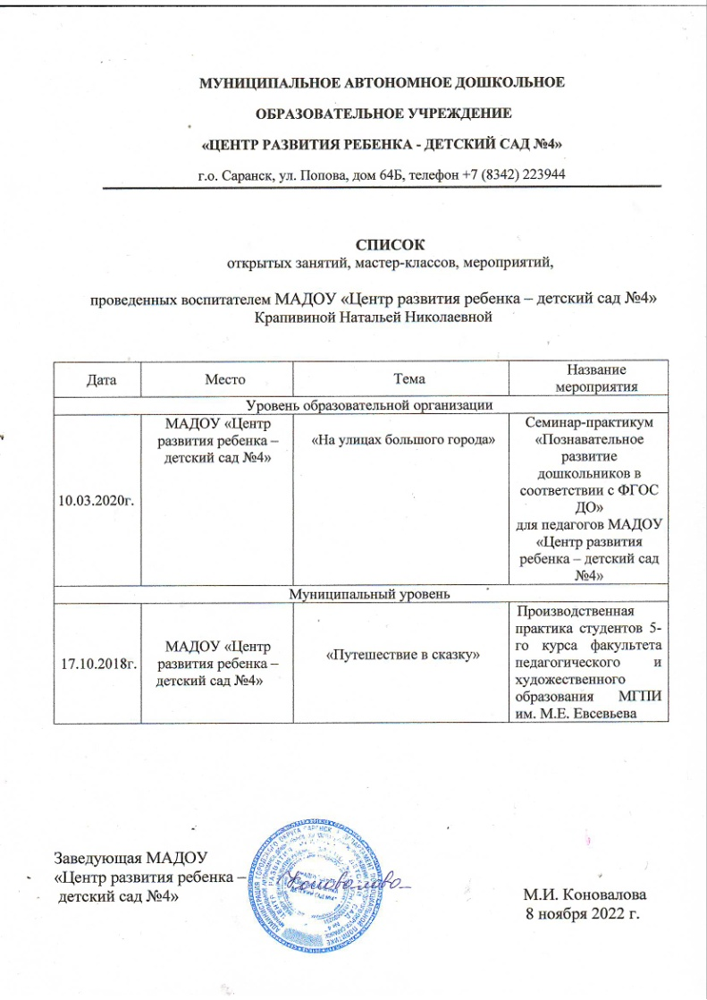 МУНИЦИПАЛЬНОЕ АВТОНОМНОЕ ДОШКОЛЬНОЕ
ОБРАЗОВАТЕЛЬНОЕ УЧРЕЖДЕНИЕ
«ЦЕНТР РАЗВИТИЯ РЕБЕНКА - ДЕТСКИЙ САД №4»
г.о. Саранск, ул. Попова, дом 64Б, телефон +7 (8342) 223944
СПИСОК
открытых занятий, мастер-классов, мероприятий,
проведенных воспитателем МАДОУ «Центр развития ребенка – детский сад №4»
Крапивиной Натальей Николаевной
Дата
Место
Тема
Название
мероприятия
Уровень образовательной организации
10.03.2020г.
МАДОУ «Центр
развития ребенка –
детский сад №4»
«На улицах большого города»
Семинар-практикум
«Познавательное
развитие
дошкольников в
соответствии с ФГОС
ДО»
для педагогов МАДОУ
«Центр развития
ребенка – детский сад
№4»
Муниципальный уровень
17.10.2018г.
МАДОУ «Центр
развития ребенка –
детский сад №4»
«Путешествие в сказку»
Производственная
практика студентов 5-
го курса факультета
педагогического и
художественного
образования МГПИ
им. М.Е. Евсевьева
Заведующая МАДОУ
«Центр развития ребенка –
детский сад №4»
Коновалова
М.И. Коновалова
8 ноября 2022 г.